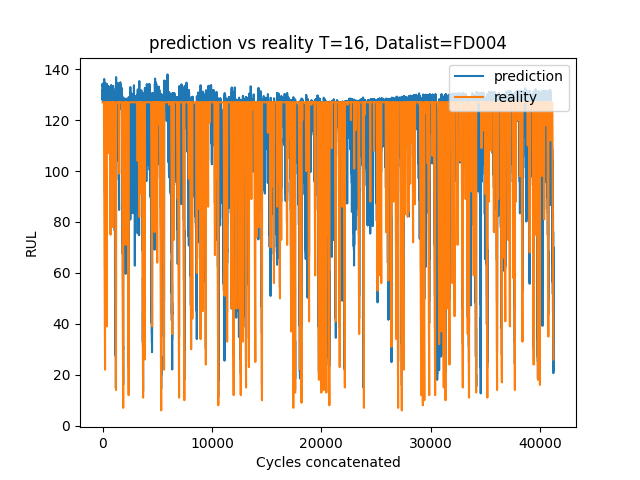 prediction vs reality T=16, Datalist=FD004
prediction
reality
RUL
140
120
100
80
60
40
20
0
0 10000 20000 30000 40000
Cycles concatenated